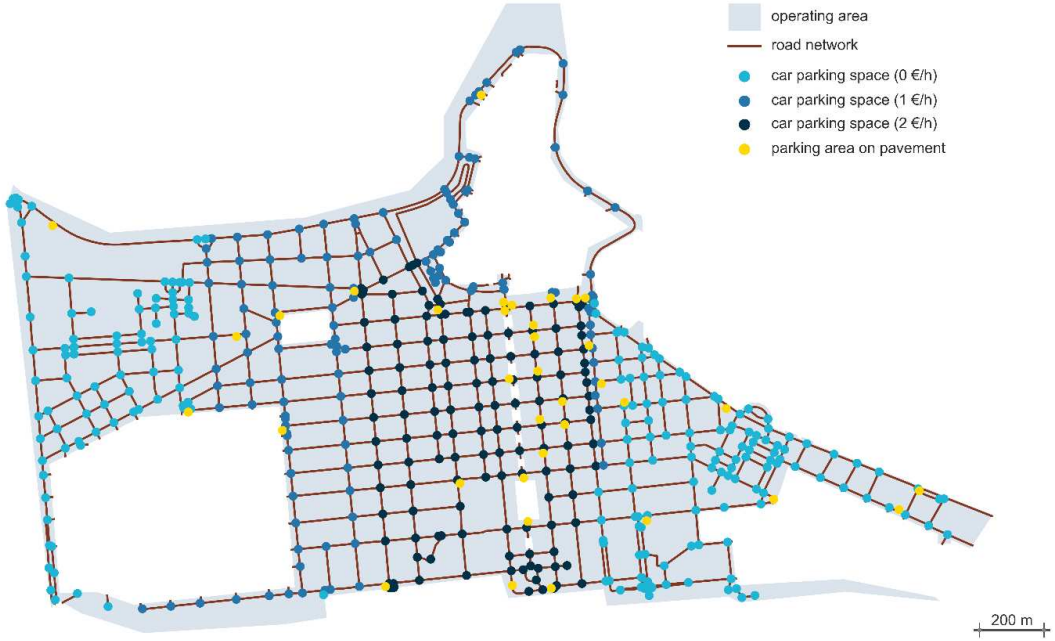 operating area
road network
car parking space (0 €/h)
car parking space (1 €/h)
car parking space (2 €/h)
parking area on pavement
200 m